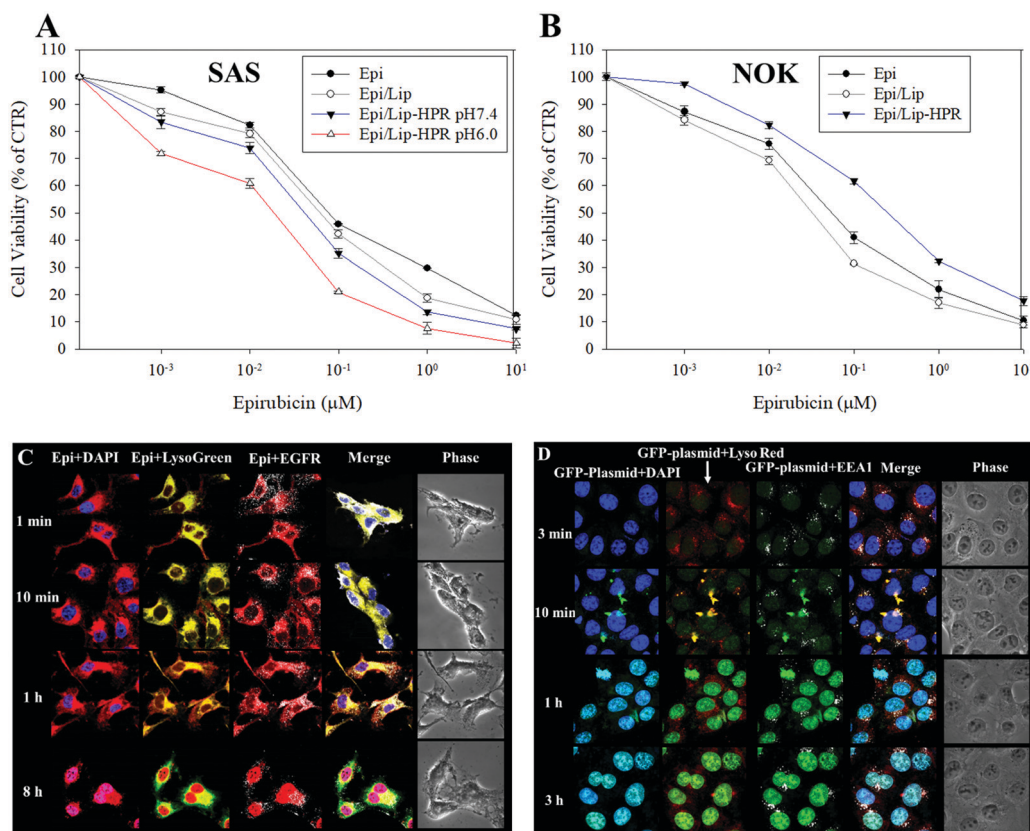 A
SAS
Cell Viability (% of CTR)
110
100
90
80
70
60
50
40
30
20
10
0
Epi
Epi/Lip
Epi/Lip-HPR pH7.4
Epi/Lip-HPR pH6.0
10-3 10-2 10-1 100 101
Epirubicin (µM)
B
NOK
Cell Viability (% of CTR)
110
100
90
80
70
60
50
40
30
20
10
0
Epi
Epi/Lip
Epi/Lip-HPR
10-3 10-2 10-1 100 10
Epirubicin (µM)
C
Epi+DAPI Epi+LysoGreen Epi+EGFR Merge Phase
1 min
10 min
1 h
8 h
D
GFP-plasmid+Lyso Red
GFP-Plasmid+DAPI GFP-plasmid+EEA1 Merge Phase
3 min
10 min
1 h
3 h